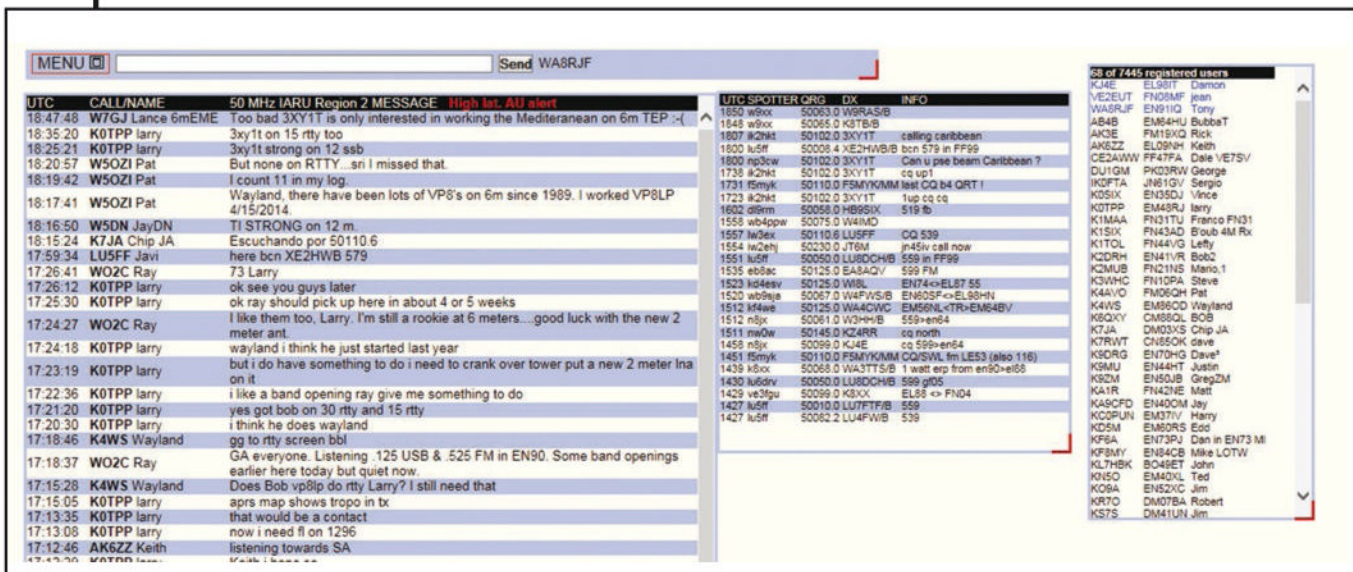 MENU Send WA8RJF
UTC CALL/NAME 50 MHz IARU Region 2 MESSAGE High lat. AU alert
18:47:48 W7GJ Lance 6mEME Too bad 3XY1T is only interested in working the Mediteranean on 6m TEP :-(
18:35:20 K0TPP larry 3xy1t on 15 rtty too
18:25:21 K0TPP larry 3xy1t strong on 12 ssb
18:20:57 W5OZI Pat But none on RTTY...sri I missed that.
18:19:42 W5OZI Pat I count 11 in my log.
18:17:41 W5OZI Pat Wayland, there have been lots of VP8's on 6m since 1989. I worked VP8LP
4/15/2014.
18:16:50 W5DN JayDN TI STRONG on 12 m.
18:15:24 K7JA Chip JA Escuchando por 50110.6
17:59:34 LU5FF Javi here bcn XE2HWB 579
17:26:41 WO2C Ray 73 Larry
17:26:12 K0TPP larry ok see you guys later
17:25:30 K0TPP larry ok ray should pick up here in about 4 or 5 weeks
17:24:27 WO2C Ray I like them too, Larry. I'm still a rookie at 6 meters....good luck with the new 2
meter ant.
17:24:18 K0TPP larry wayland i think he just started last year
17:23:19 K0TPP larry but i do have something to do i need to crank over tower put a new 2 meter lna
on it
17:22:36 K0TPP larry i like a band opening ray give me something to do
17:21:20 K0TPP larry yes got bob on 30 rtty and 15 rtty
17:20:30 K0TPP larry i think he does wayland
17:18:46 K4WS Wayland gg to rtty screen bbl
17:18:37 WO2C Ray GA everyone. Listening .125 USB & .525 FM in EN90. Some band openings
earlier here today but quiet now.
17:15:28 K4WS Wayland Does Bob vp8lp do rtty Larry? I still need that
17:15:05 K0TPP larry aprs map shows tropo in tx
17:13:35 K0TPP larry that would be a contact
17:13:08 K0TPP larry now i need fl on 1296
17:12:46 AK6ZZ Keith listening towards SA
UTC SPOTTER QRG DX INFO
1850 w9xx 50063.0 W9RAS/B
1848 w9xx 50065.0 K8TB/B
1807 ik2hkt 50102.0 3XY1T calling caribbean
1800 lu5ff 50008.4 XE2HWB/B bcn 579 in FF99
1800 np3cw 50102.0 3XY1T Can u pse beam Caribbean ?
1738 ik2hkt 50102.0 3XY1T cq up1
1731 f5myk 50110.0 F5MYK/MM last CQ b4 QRT !
1723 ik2hkt 50102.0 3XY1T 1up cq cq
1602 dl9rm 50058.0 HB9SIX 519 fb
1558 wb4ppw 50075.0 W4IMD
1557 iw3ex 50110.6 LU5FF CQ 539
1554 iw2ehj 50230.0 JT6M jn45iv call now
1551 lu5ff 50050.0 LU8DCH/B 559 in FF99
1535 eb8ac 50125.0 EA8AQV 599 FM
1523 kd4esv 50125.0 WI8L EN74<>EL87 55
1520 wb9sja 50067.0 W4FWS/B EN60SF<>EL98HN
1512 kf4we 50125.0 WA4CWC EM56NL<TR>EM64BV
1512 n8jx 50061.0 W3HH/B 559>en64
1511 nw0w 50145.0 KZ4RR cq north
1458 n8jx 50099.0 KJ4E cq 599>en64
1451 f5myk 50110.0 F5MYK/MM CQ/SWL fm LE53 (also 116)
1439 k8xx 50068.0 WA3TTS/B 1 watt erp from en90>el88
1430 lu6drv 50050.0 LU8DCH/B 599 gf05
1429 ve3fgu 50099.0 K8XX EL88 <> FN04
1427 lu5ff 50010.0 LU7FTF/B 559
1427 lu5ff 50082.2 LU4FW/B 539
68 of 7445 registered users
KJ4E EL98IT Damon
VE2EUT FN08MF jean
WA8RJF EN91IQ Tony
AB4B EM64HU BubbaT
AK3E FM19XQ Rick
AK6ZZ EL09NH Keith
CE2AWW FF47FA Dale VE7SV
DU1GM PK03RW George
IK0FTA JN61GV Sergio
K0SIX EN35DJ Vince
K0TPP EM48RJ larry
K1MAA FN31TU Franco FN31
K1SIX FN43AD B'oub 4M Rx
K1TOL FN44VG Lefty
K2DRH EN41VR Bob2
K2MUB FN21NS Mario,1
K3WHC FN10PA Steve
K4AVO FM06QH Pat
K4WS EM86OD Wayland
K6QXY CM88QL BOB
K7JA DM03XS Chip JA
K7RWT CN85OK dave
K9DRG EN70HG Dave³
K9MU EN44HT Justin
K9ZM EN50JB GregZM
KA1R FN42NE Matt
KA9CFD EN40OM Jay
KC0PUN EM37IV Harry
KD5M EM60RS Edd
KF6A EN73PJ Dan in EN73 MI
KF8MY EN84CB Mike LOTW
KL7HBK BO49ET John
KN5O EM40XL Ted
KO9A EN52XC Jim
KR7O DM07BA Robert
KS7S DM41UN Jim